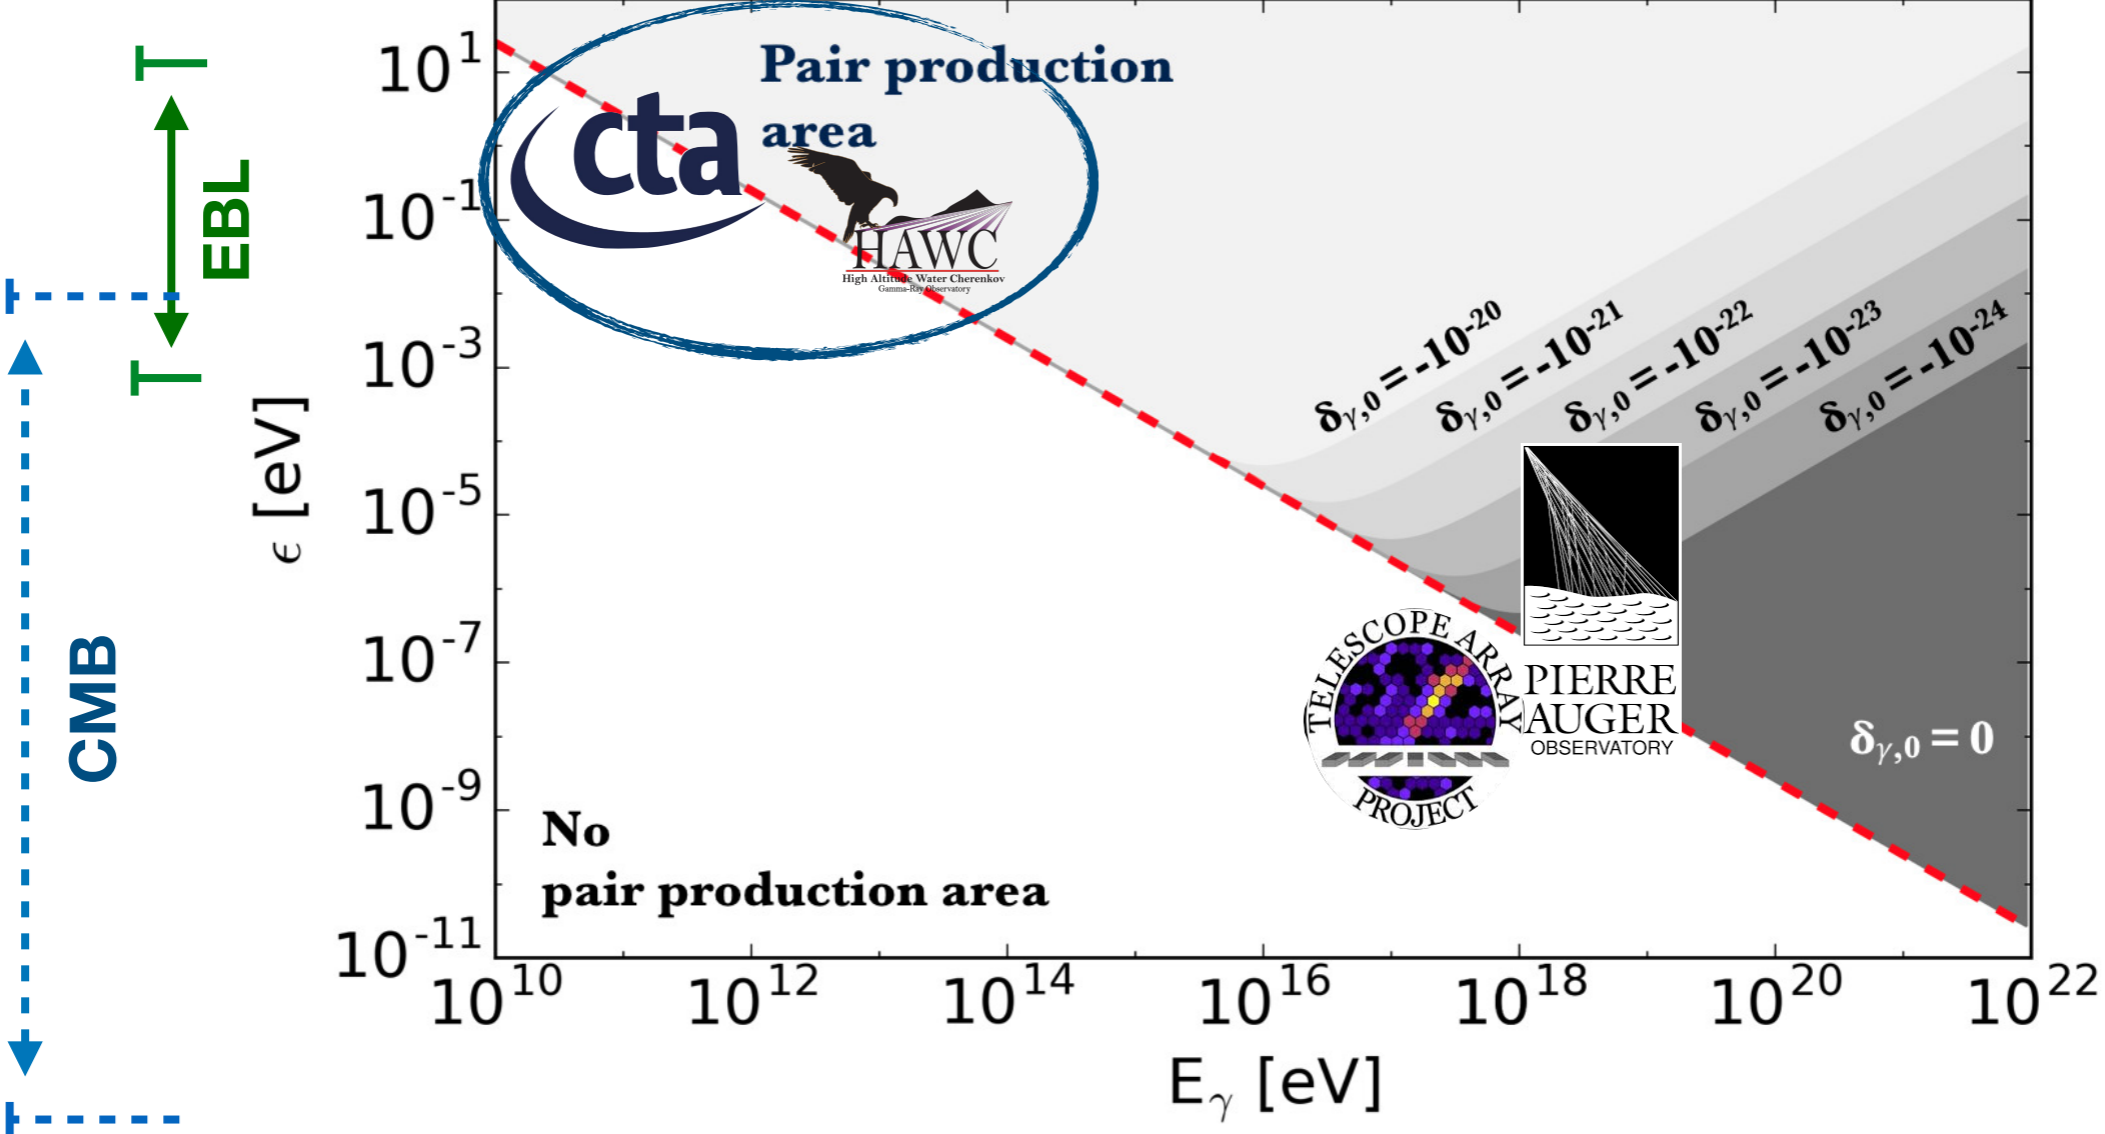 Pair production
area
cta
HAWC
High Altitude Water Cherenkov
Gamma-Ray Observatory
EBL
CMB
ϵ [eV]
10^1
10^-1
10^-3
10^-5
10^-7
10^-9
10^-11
δγ,0 = -10^-20
δγ,0 = -10^-21
δγ,0 = -10^-22
δγ,0 = -10^-23
δγ,0 = -10^-24
TELESCOPE ARRAY
PROJECT
PIERRE
AUGER
OBSERVATORY
δγ,0 = 0
No
pair production area
10^10 10^12 10^14 10^16 10^18 10^20 10^22
Eγ [eV]